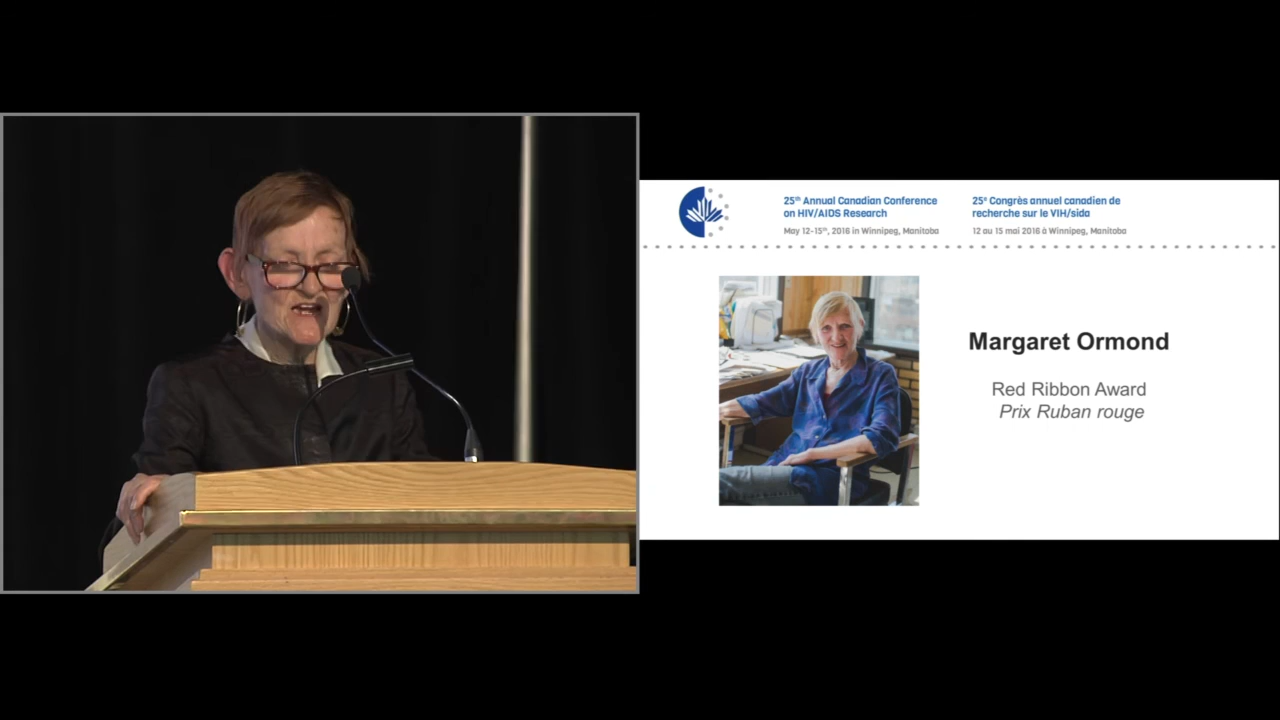 25th Annual Canadian Conference
on HIV/AIDS Research
May 12-15th, 2016 in Winnipeg, Manitoba
25e Congrès annuel canadien de
recherche sur le VIH/sida
12 au 15 mai 2016 à Winnipeg, Manitoba
Margaret Ormond
Red Ribbon Award
Prix Ruban rouge